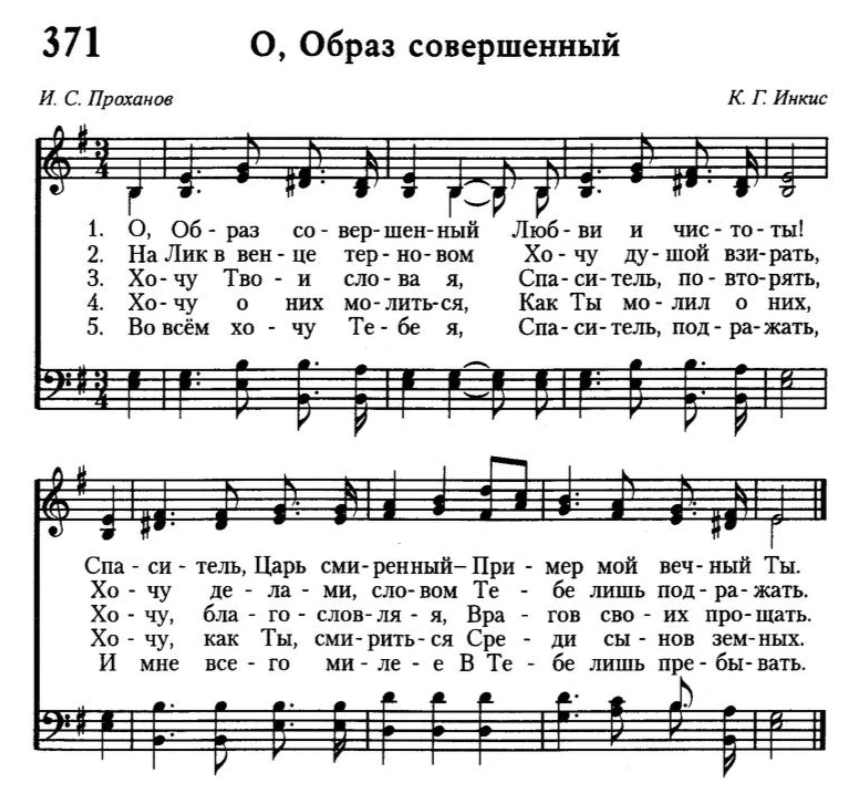 371 О, Образ совершенный
И. С. Проханов К. Г. Инкис
3
4
1. О, Об - раз со - вер - шен - ный Люб - ви и чис - то - ты!
2. На Лик в вен - це тер - но - вом Хо - чу ду - шой взи - рать,
3. Хо - чу Тво - и сло - ва я, Спа - си - тель, по - вто - рять,
4. Хо - чу о них мо - лить - ся, Как Ты мо - лил о них,
5. Во всём хо - чу Те - бе я, Спа - си - тель, под - ра - жать,
3
4
Спа - си - тель, Царь сми - рен - ный – При - мер мой веч - ный Ты.
Хо - чу де - ла - ми, сло - вом Те - бе лишь под - ра - жать.
Хо - чу, бла - го - слов - ля - я, Вра - гов сво - их про - щать.
Хо - чу, как Ты, сми - рить - ся Сре - ди сы - нов зем - ных.
И мне все - го ми - ле - е В Те - бе лишь пре - бы - вать.